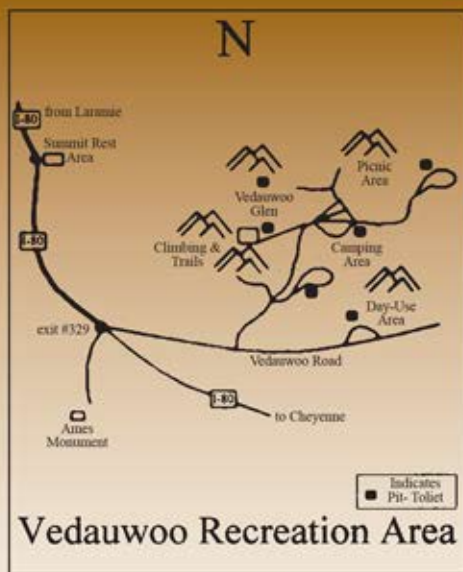 N
from Laramie
I-80
Summit Rest
Area
Picnic
Area
Vedauwoo
Glen
I-80
Climbing &
Trails
Camping
Area
Day-Use
Area
exit #329
Vedauwoo Road
I-80
to Cheyenne
Ames
Monument
Indicates
Pit- Toliet
Vedauwoo Recreation Area